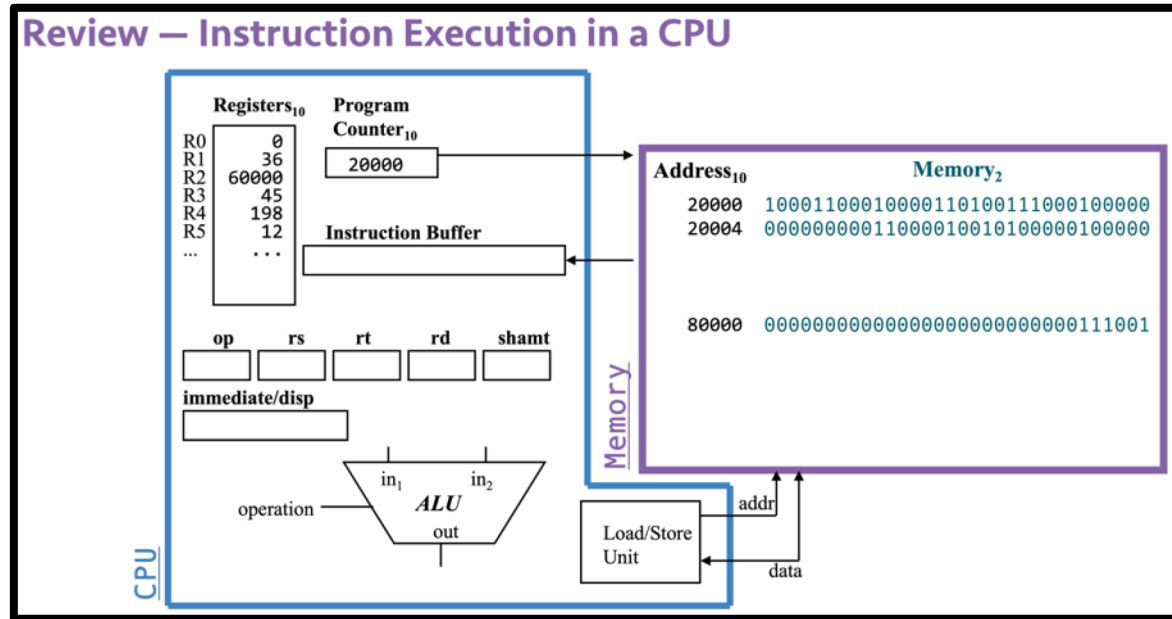 Review — Instruction Execution in a CPU
Registers₁₀
Program
Counter₁₀
R0 0
R1 36
R2 60000
R3 45
R4 198
R5 12
... ...
20000
Instruction Buffer
op rs rt rd shamt
immediate/disp
in₁ in₂
operation
ALU
out
CPU
Load/Store
Unit
addr
data
Memory
Address₁₀ Memory₂
20000 10001100010000110100111000100000
20004 00000000011000010010100000100000
80000 00000000000000000000000000111001